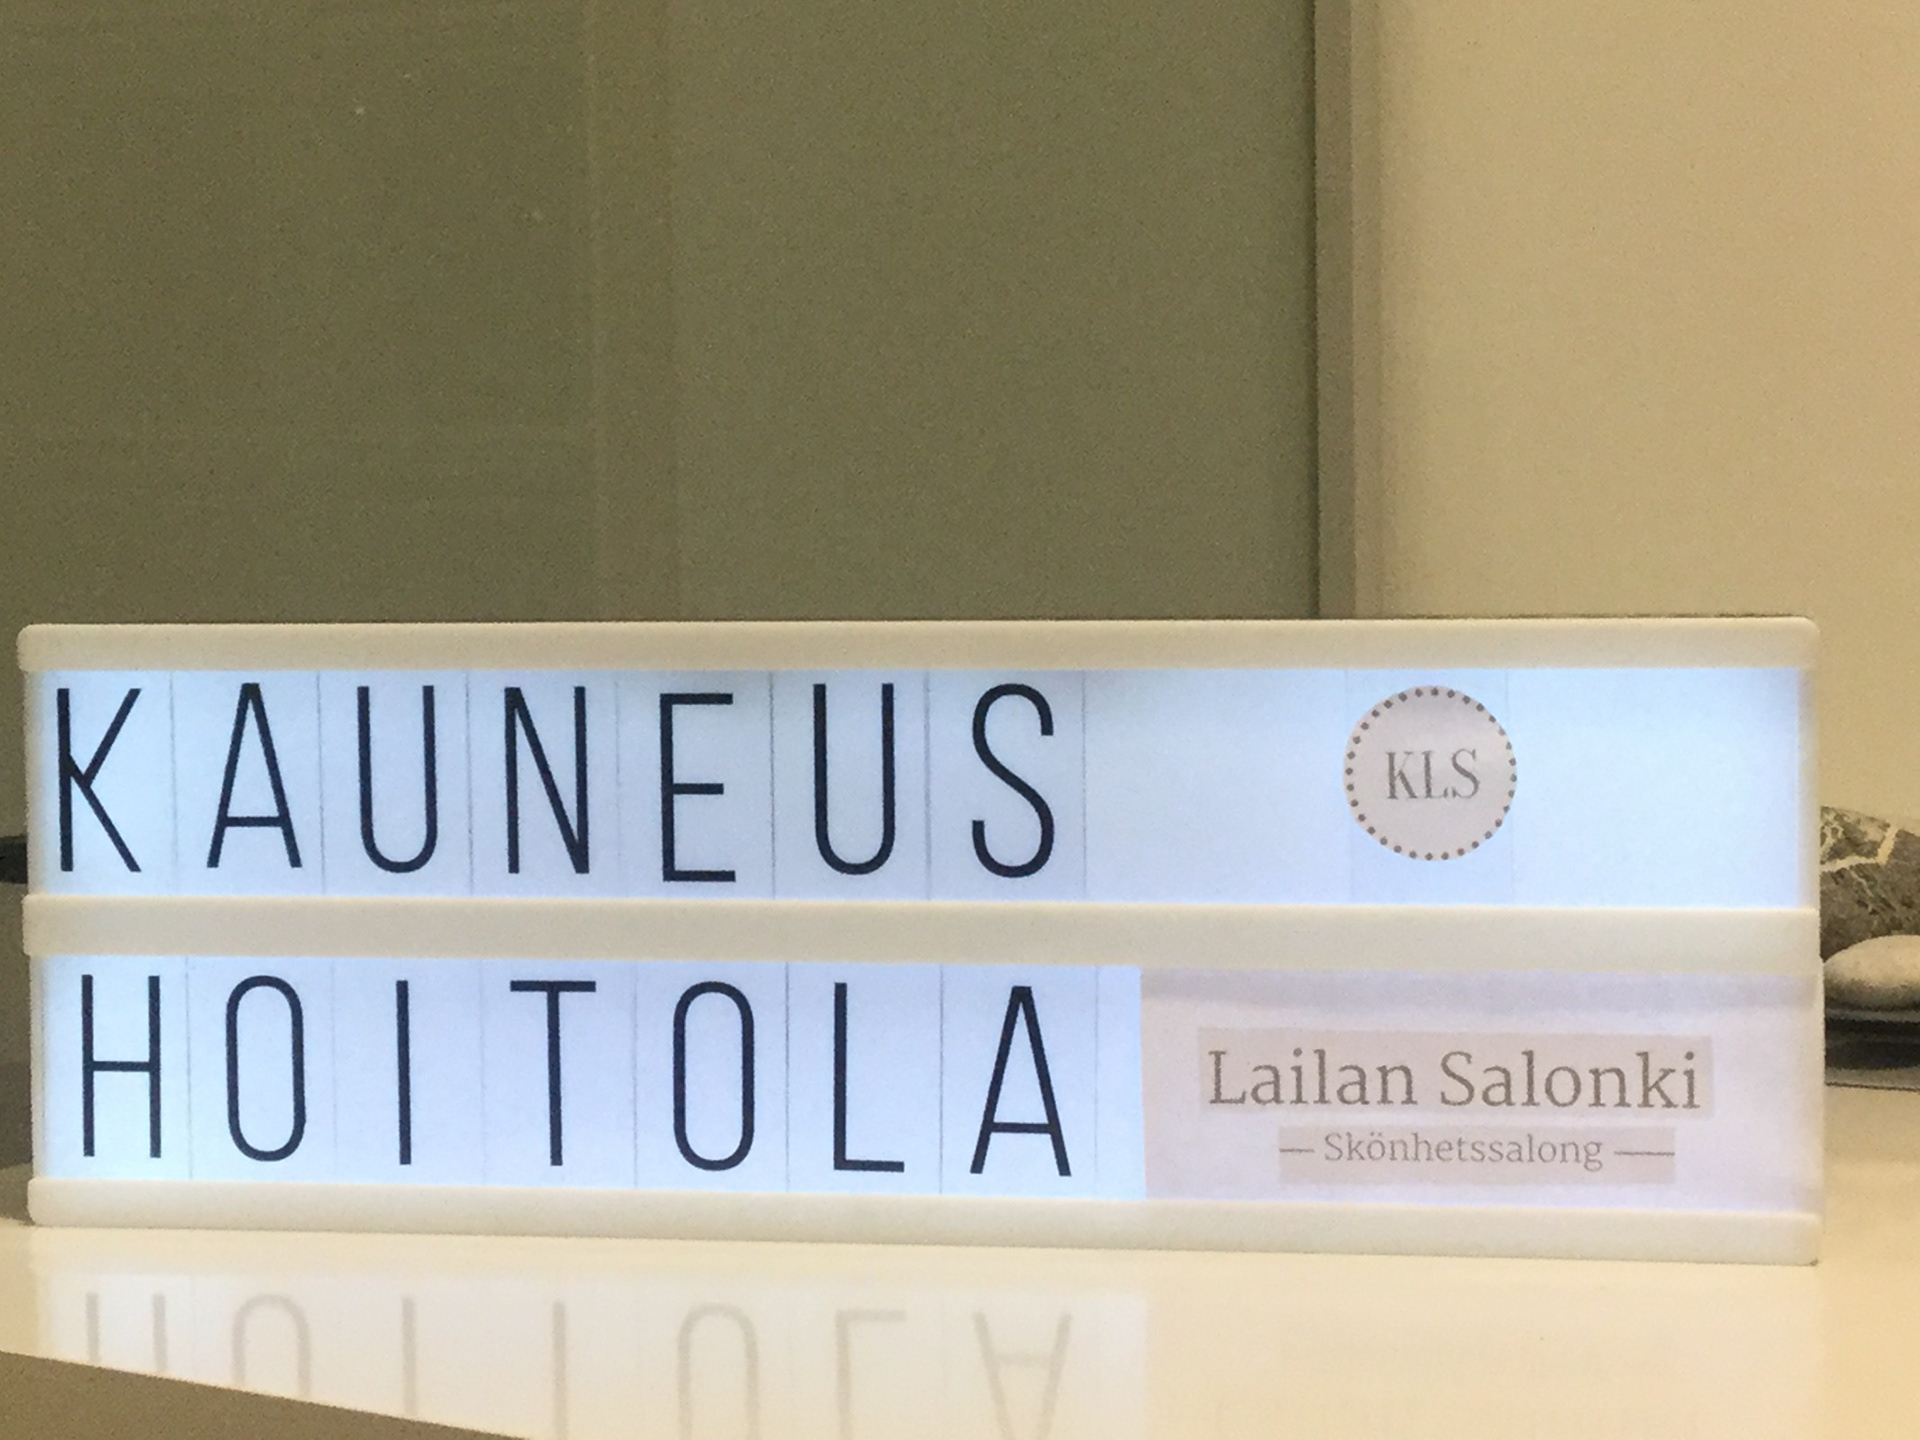 KAUNEUS
KLS
HOITOLA
Lailan Salonki
— Skönhetssalong —